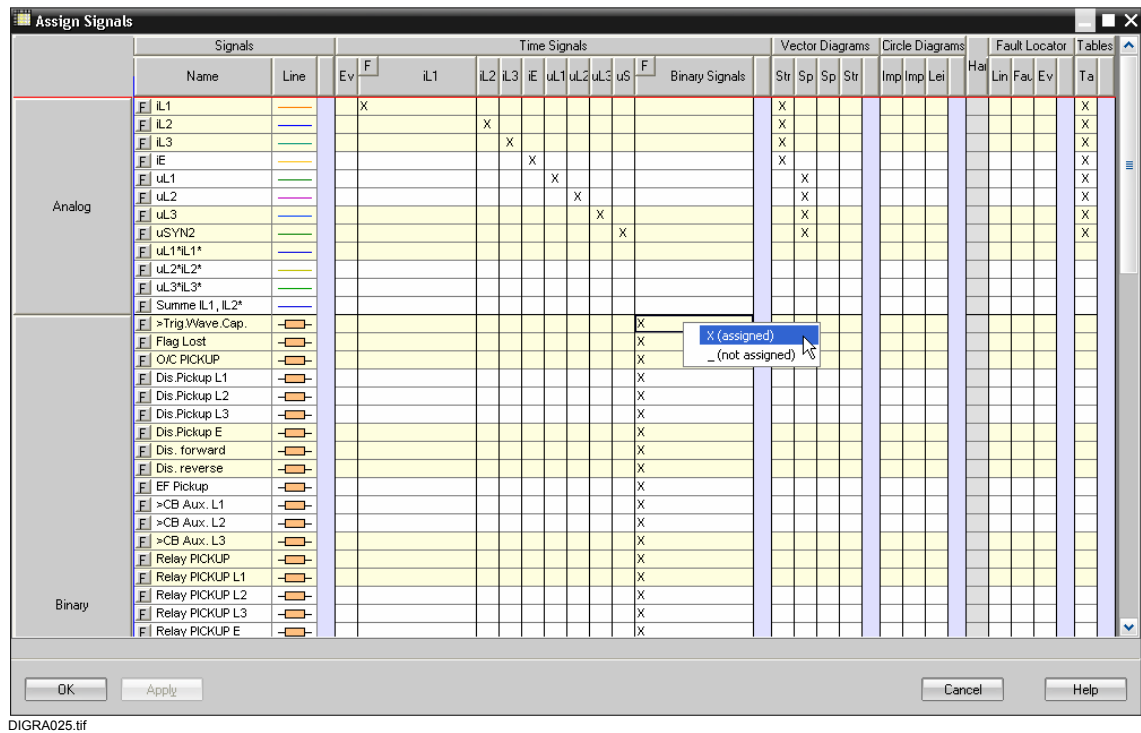 Assign Signals
Signals Time Signals Vector Diagrams Circle Diagrams Fault Locator Tables
Name Line Ev F iL1 iL2 iL3 iE uL1 uL2 uL3 uS F Binary Signals Str Sp Sp Str Imp Imp Lei Har Lin Fau Ev Ta
Analog
F iL1 X X X
F iL2 X X X
F iL3 X X X
F iE X X X
F uL1 X X X
F uL2 X X X
F uL3 X X X
F uSYN2 X X X
F uL1*iL1*
F uL2*iL2*
F uL3*iL3*
F Summe IL1, IL2*
Binary
F >Trig.Wave.Cap. X
F Flag Lost X
F O/C PICKUP X
F Dis.Pickup L1 X
F Dis.Pickup L2 X
F Dis.Pickup L3 X
F Dis.Pickup E X
F Dis. forward X
F Dis. reverse X
F EF Pickup X
F >CB Aux. L1 X
F >CB Aux. L2 X
F >CB Aux. L3 X
F Relay PICKUP X
F Relay PICKUP L1 X
F Relay PICKUP L2 X
F Relay PICKUP L3 X
F Relay PICKUP E X
X (assigned)
_ (not assigned)
OK Apply Cancel Help
DIGRA025.tif